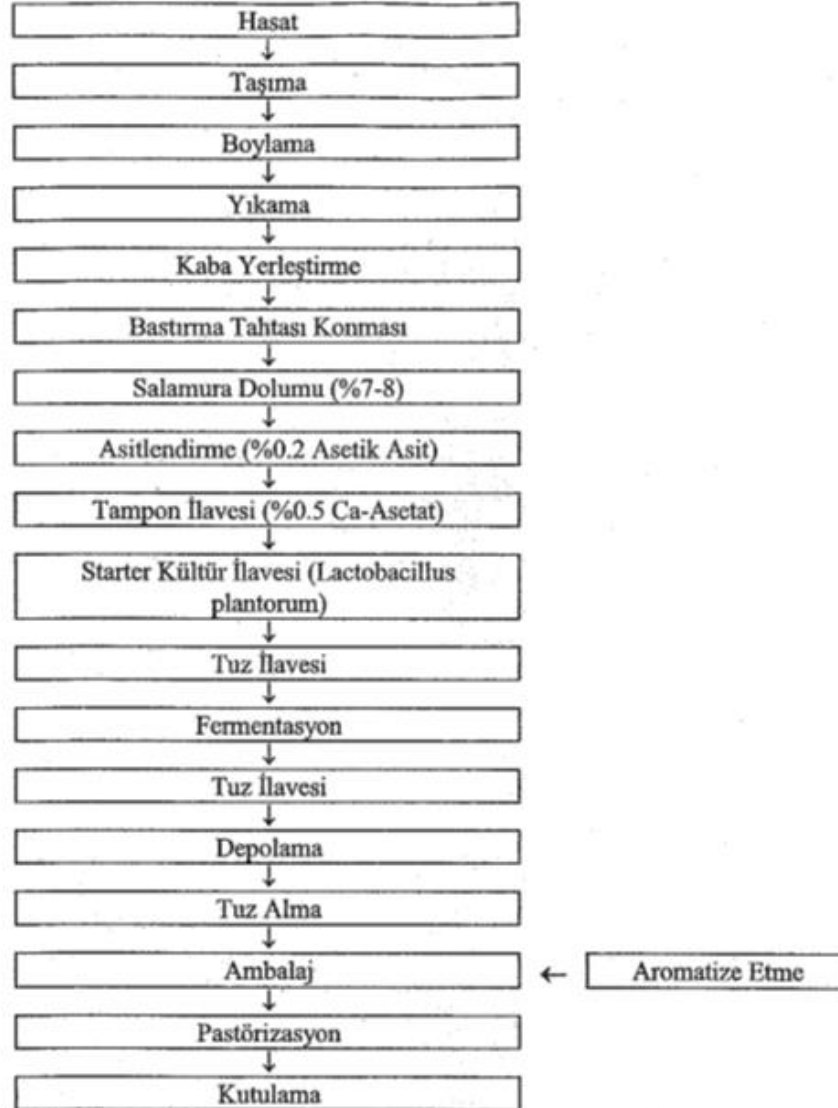 Hasat
Taşıma
Boylama
Yıkama
Kaba Yerleştirme
Bastırma Tahtası Konması
Salamura Dolumu (%7-8)
Asitlendirme (%0.2 Asetik Asit)
Tampon İlavesi (%0.5 Ca-Asetat)
Starter Kültür İlavesi (Lactobacillus
plantorum)
Tuz İlavesi
Fermentasyon
Tuz İlavesi
Depolama
Tuz Alma
Ambalaj
Aromatize Etme
Pastörizasyon
Kutulama